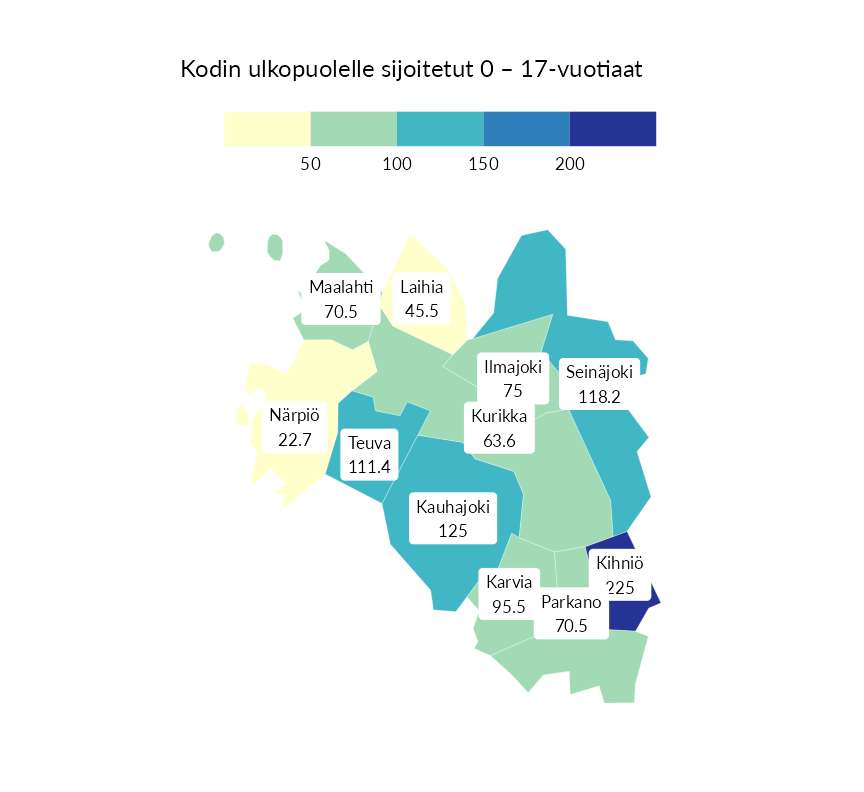 Kodin ulkopuolelle sijoitetut 0 – 17-vuotiaat
50 100 150 200
Maalahti
70.5
Laihia
45.5
Ilmajoki
75
Seinäjoki
118.2
Närpiö
22.7
Kurikka
63.6
Teuva
111.4
Kauhajoki
125
Kihniö
225
Karvia
95.5
Parkano
70.5